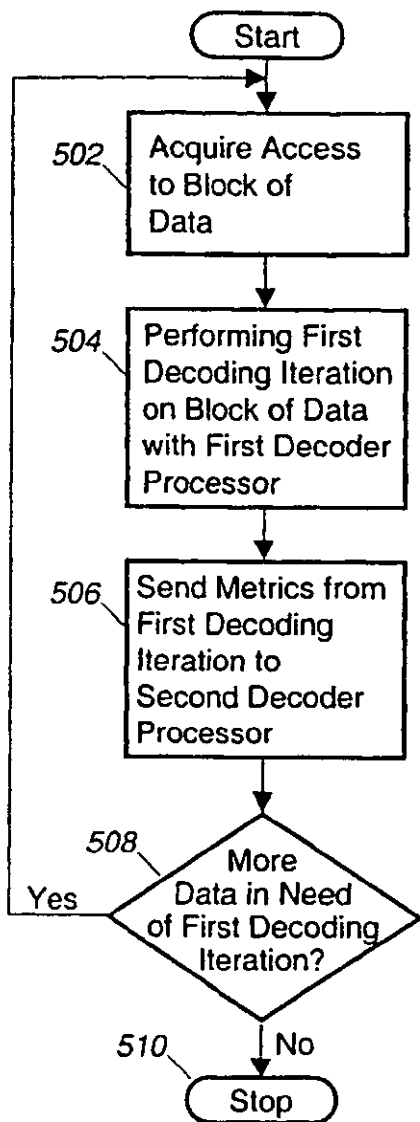 Start
502
Acquire Access
to Block of
Data
504
Performing First
Decoding Iteration
on Block of Data
with First Decoder
Processor
506
Send Metrics from
First Decoding
Iteration to
Second Decoder
Processor
508
More
Data in Need
of First Decoding
Iteration?
Yes
No
510
Stop